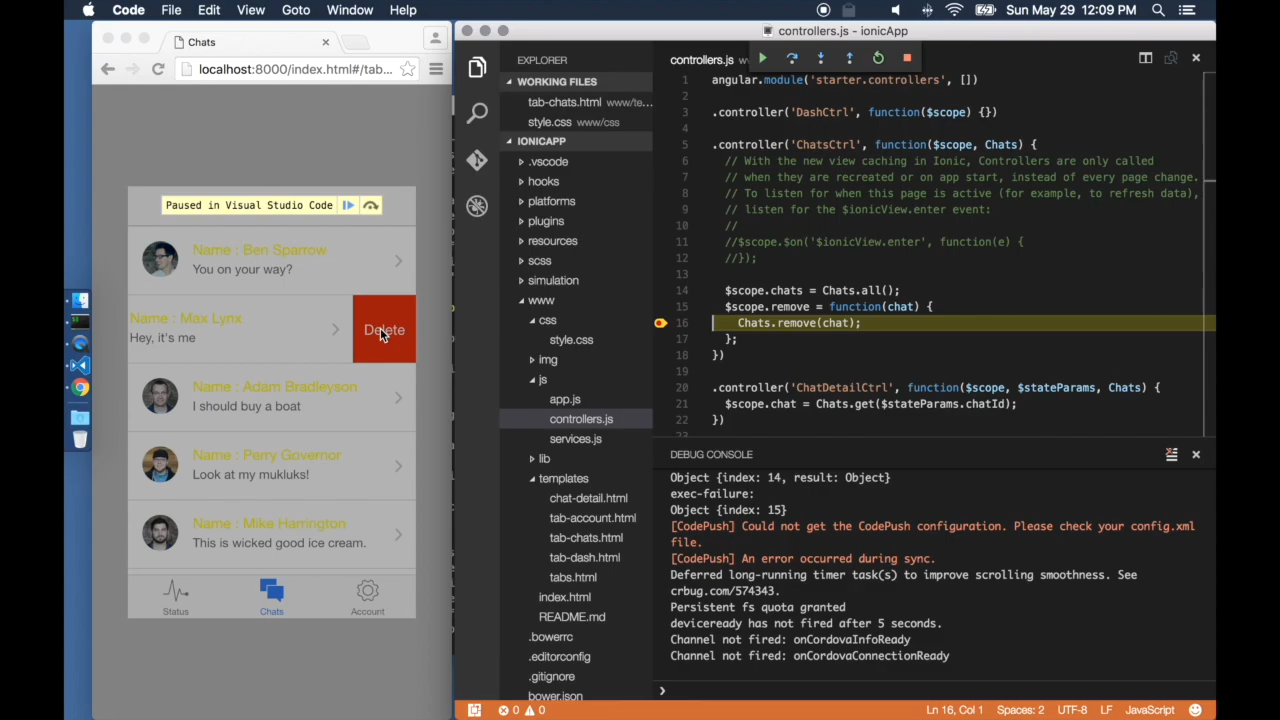 Code File Edit View Goto Window Help
Sun May 29 12:09 PM
Chats
localhost:8000/index.html#/tab...
Paused in Visual Studio Code
Name : Ben Sparrow
You on your way?
Name : Max Lynx
Hey, it's me
Delete
Name : Adam Bradleyson
I should buy a boat
Name : Perry Governor
Look at my mukluks!
Name : Mike Harrington
This is wicked good ice cream.
Status Chats Account
controllers.js - ionicApp
EXPLORER
WORKING FILES
tab-chats.html www/te...
style.css www/css
IONICAPP
.vscode
hooks
platforms
plugins
resources
scss
simulation
www
css
style.css
img
js
app.js
controllers.js
services.js
lib
templates
chat-detail.html
tab-account.html
tab-chats.html
tab-dash.html
tabs.html
index.html
README.md
.bowerrc
.editorconfig
.gitignore
bower.json
controllers.js
1 angular.module('starter.controllers', [])
2
3 .controller('DashCtrl', function($scope) {})
4
5 .controller('ChatsCtrl', function($scope, Chats) {
6 // With the new view caching in Ionic, Controllers are only called
7 // when they are recreated or on app start, instead of every page change.
8 // To listen for when this page is active (for example, to refresh data),
9 // listen for the $ionicView.enter event:
10 //
11 //$scope.$on('$ionicView.enter', function(e) {
12 //});
13
14 $scope.chats = Chats.all();
15 $scope.remove = function(chat) {
16 Chats.remove(chat);
17 };
18 })
19
20 .controller('ChatDetailCtrl', function($scope, $stateParams, Chats) {
21 $scope.chat = Chats.get($stateParams.chatId);
22 })
23
DEBUG CONSOLE
Object {index: 14, result: Object}
exec-failure:
Object {index: 15}
[CodePush] Could not get the CodePush configuration. Please check your config.xml
file.
[CodePush] An error occurred during sync.
Deferred long-running timer task(s) to improve scrolling smoothness. See
crbug.com/574343.
Persistent fs quota granted
deviceready has not fired after 5 seconds.
Channel not fired: onCordovaInfoReady
Channel not fired: onCordovaConnectionReady
0 0
Ln 16, Col 1 Spaces: 2 UTF-8 LF JavaScript